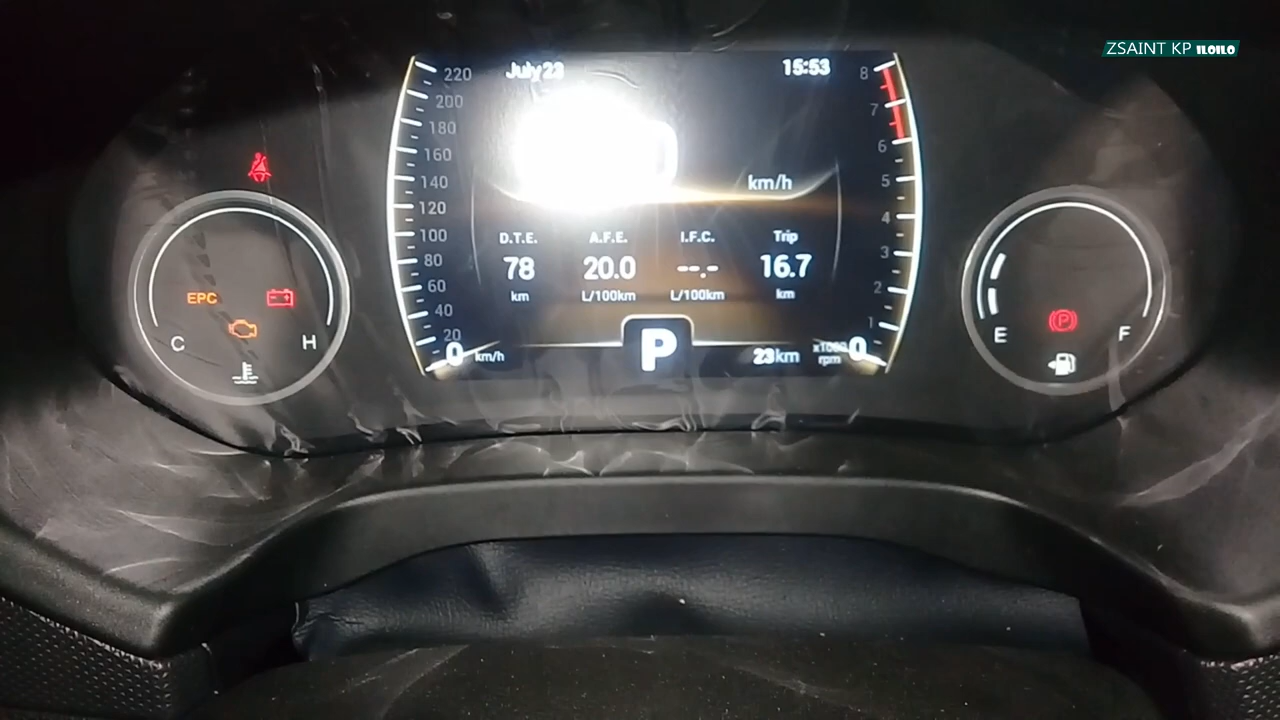 ZSAINT KP ILOILO
July 23 15:53
220
200
180
160
140
120
100
80
60
40
20
0 km/h
8
7
6
5
4
3
2
1
x1000 rpm 0
km/h
D.T.E. A.F.E. I.F.C. Trip
78 20.0 --.- 16.7
km L/100km L/100km km
P
23km
EPC
C H
E F
P